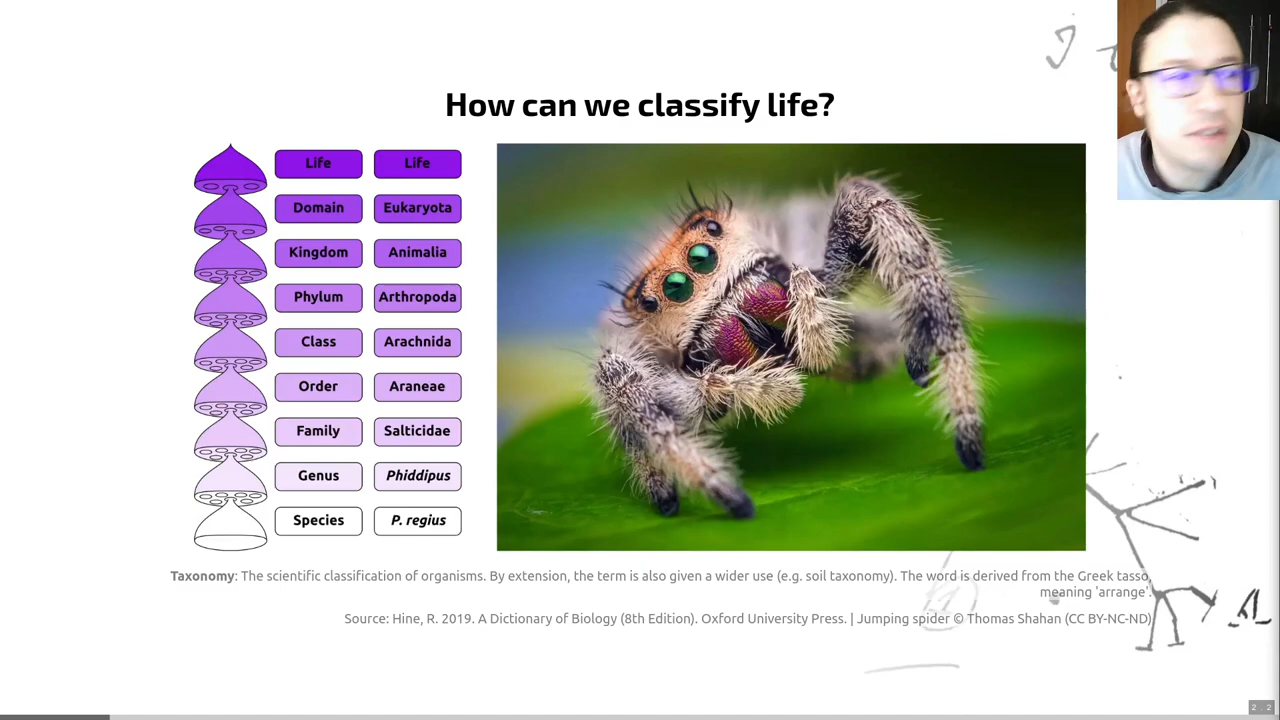 How can we classify life?
Life Life
Domain Eukaryota
Kingdom Animalia
Phylum Arthropoda
Class Arachnida
Order Araneae
Family Salticidae
Genus Phiddipus
Species P. regius
Taxonomy: The scientific classification of organisms. By extension, the term is also given a wider use (e.g. soil taxonomy). The word is derived from the Greek tasso,
meaning 'arrange'.
Source: Hine, R. 2019. A Dictionary of Biology (8th Edition). Oxford University Press. | Jumping spider © Thomas Shahan (CC BY-NC-ND)
2.2